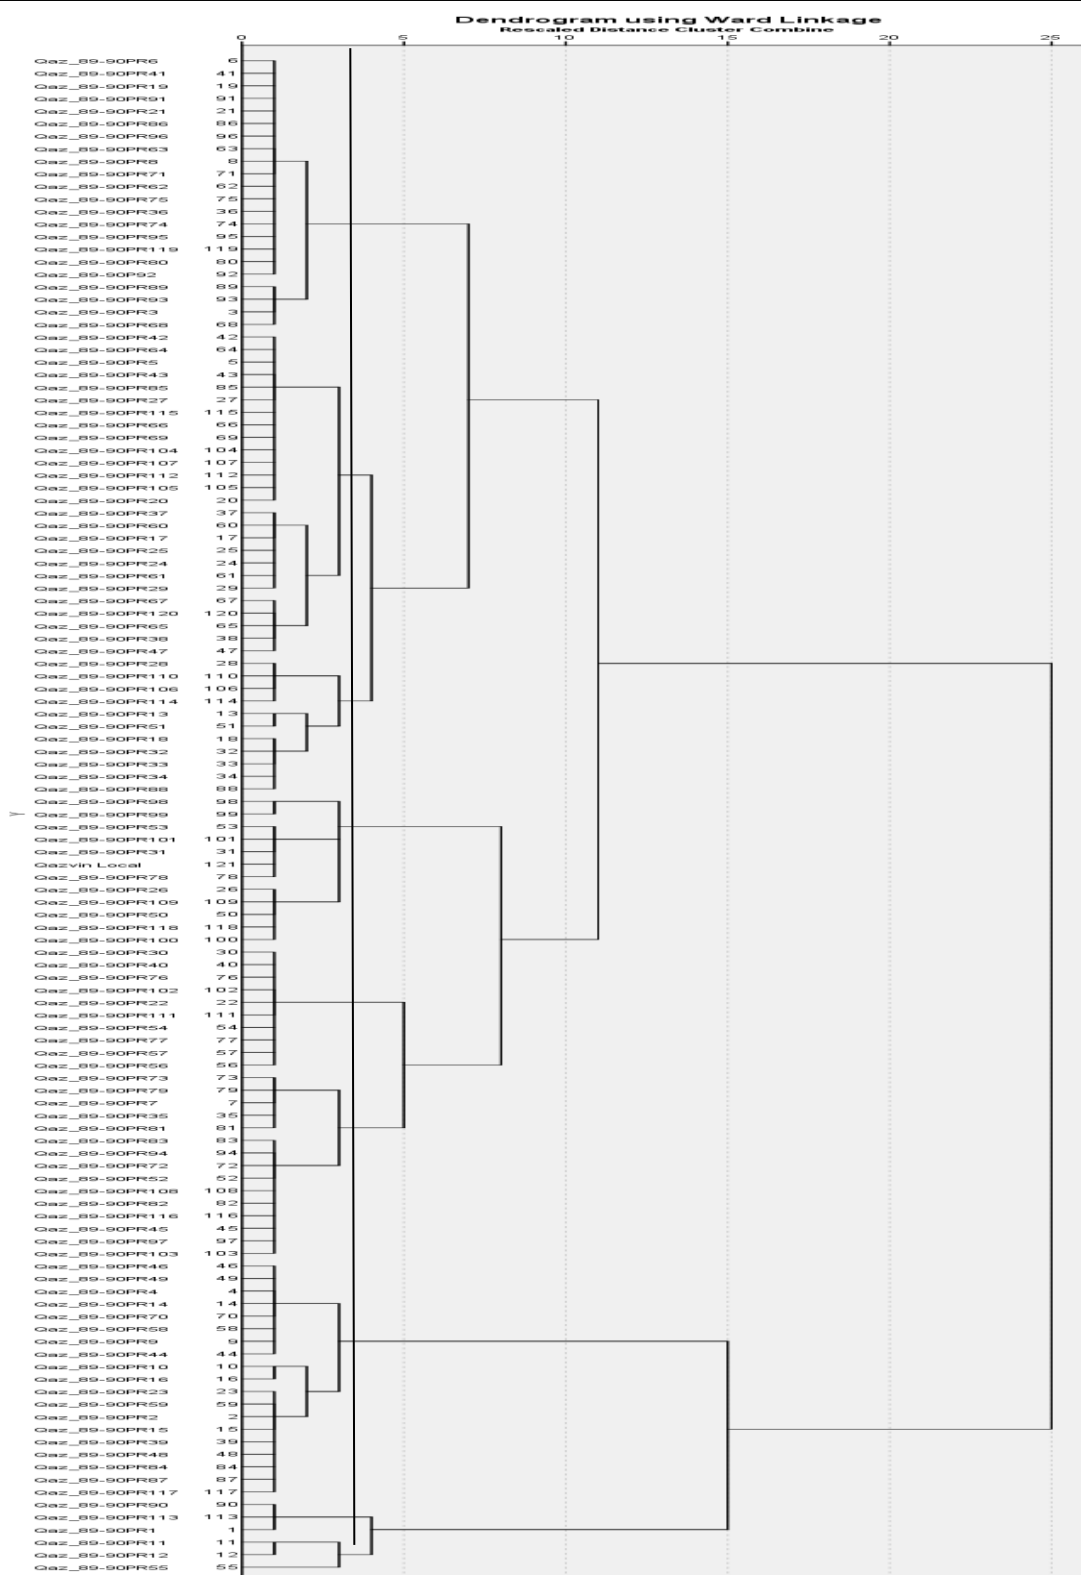 Dendrogram using Ward Linkage
Rescaled Distance Cluster Combine
0 5 10 15 20 25
Qaz_89-90PR6 6
Qaz_89-90PR41 41
Qaz_89-90PR19 19
Qaz_89-90PR91 91
Qaz_89-90PR21 21
Qaz_89-90PR86 86
Qaz_89-90PR96 96
Qaz_89-90PR63 63
Qaz_89-90PR8 8
Qaz_89-90PR71 71
Qaz_89-90PR62 62
Qaz_89-90PR75 75
Qaz_89-90PR36 36
Qaz_89-90PR74 74
Qaz_89-90PR95 95
Qaz_89-90PR119 119
Qaz_89-90PR80 80
Qaz_89-90P92 92
Qaz_89-90PR89 89
Qaz_89-90PR93 93
Qaz_89-90PR3 3
Qaz_89-90PR68 68
Qaz_89-90PR42 42
Qaz_89-90PR64 64
Qaz_89-90PR5 5
Qaz_89-90PR43 43
Qaz_89-90PR85 85
Qaz_89-90PR27 27
Qaz_89-90PR115 115
Qaz_89-90PR66 66
Qaz_89-90PR69 69
Qaz_89-90PR104 104
Qaz_89-90PR107 107
Qaz_89-90PR112 112
Qaz_89-90PR105 105
Qaz_89-90PR20 20
Qaz_89-90PR37 37
Qaz_89-90PR60 60
Qaz_89-90PR17 17
Qaz_89-90PR25 25
Qaz_89-90PR24 24
Qaz_89-90PR61 61
Qaz_89-90PR29 29
Qaz_89-90PR67 67
Qaz_89-90PR120 120
Qaz_89-90PR65 65
Qaz_89-90PR38 38
Qaz_89-90PR47 47
Qaz_89-90PR28 28
Qaz_89-90PR110 110
Qaz_89-90PR106 106
Qaz_89-90PR114 114
Qaz_89-90PR13 13
Qaz_89-90PR51 51
Qaz_89-90PR18 18
Qaz_89-90PR32 32
Qaz_89-90PR33 33
Qaz_89-90PR34 34
Qaz_89-90PR88 88
Qaz_89-90PR98 98
Y
Qaz_89-90PR99 99
Qaz_89-90PR53 53
Qaz_89-90PR101 101
Qaz_89-90PR31 31
Qazvin Local 121
Qaz_89-90PR78 78
Qaz_89-90PR26 26
Qaz_89-90PR109 109
Qaz_89-90PR50 50
Qaz_89-90PR118 118
Qaz_89-90PR100 100
Qaz_89-90PR30 30
Qaz_89-90PR40 40
Qaz_89-90PR76 76
Qaz_89-90PR102 102
Qaz_89-90PR22 22
Qaz_89-90PR111 111
Qaz_89-90PR54 54
Qaz_89-90PR77 77
Qaz_89-90PR57 57
Qaz_89-90PR56 56
Qaz_89-90PR73 73
Qaz_89-90PR79 79
Qaz_89-90PR7 7
Qaz_89-90PR35 35
Qaz_89-90PR81 81
Qaz_89-90PR83 83
Qaz_89-90PR94 94
Qaz_89-90PR72 72
Qaz_89-90PR52 52
Qaz_89-90PR108 108
Qaz_89-90PR82 82
Qaz_89-90PR116 116
Qaz_89-90PR45 45
Qaz_89-90PR97 97
Qaz_89-90PR103 103
Qaz_89-90PR46 46
Qaz_89-90PR49 49
Qaz_89-90PR4 4
Qaz_89-90PR14 14
Qaz_89-90PR70 70
Qaz_89-90PR58 58
Qaz_89-90PR9 9
Qaz_89-90PR44 44
Qaz_89-90PR10 10
Qaz_89-90PR16 16
Qaz_89-90PR23 23
Qaz_89-90PR59 59
Qaz_89-90PR2 2
Qaz_89-90PR15 15
Qaz_89-90PR39 39
Qaz_89-90PR48 48
Qaz_89-90PR84 84
Qaz_89-90PR87 87
Qaz_89-90PR117 117
Qaz_89-90PR90 90
Qaz_89-90PR113 113
Qaz_89-90PR1 1
Qaz_89-90PR11 11
Qaz_89-90PR12 12
Qaz_89-90PR55 55